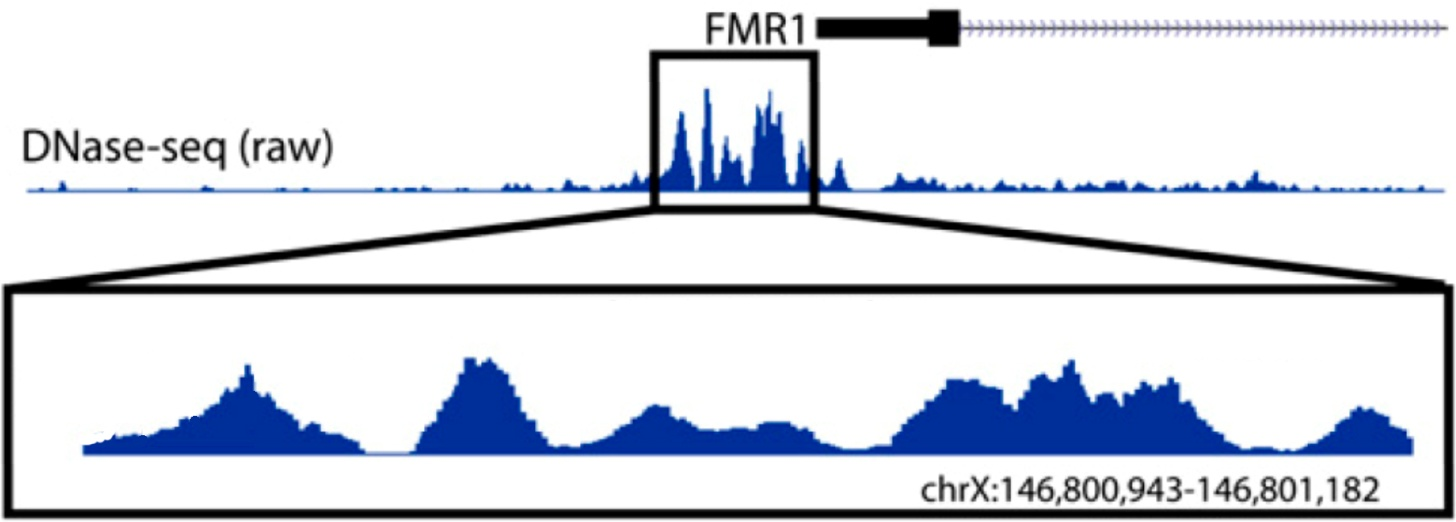 FMR1
DNase-seq (raw)
chrX:146,800,943-146,801,182